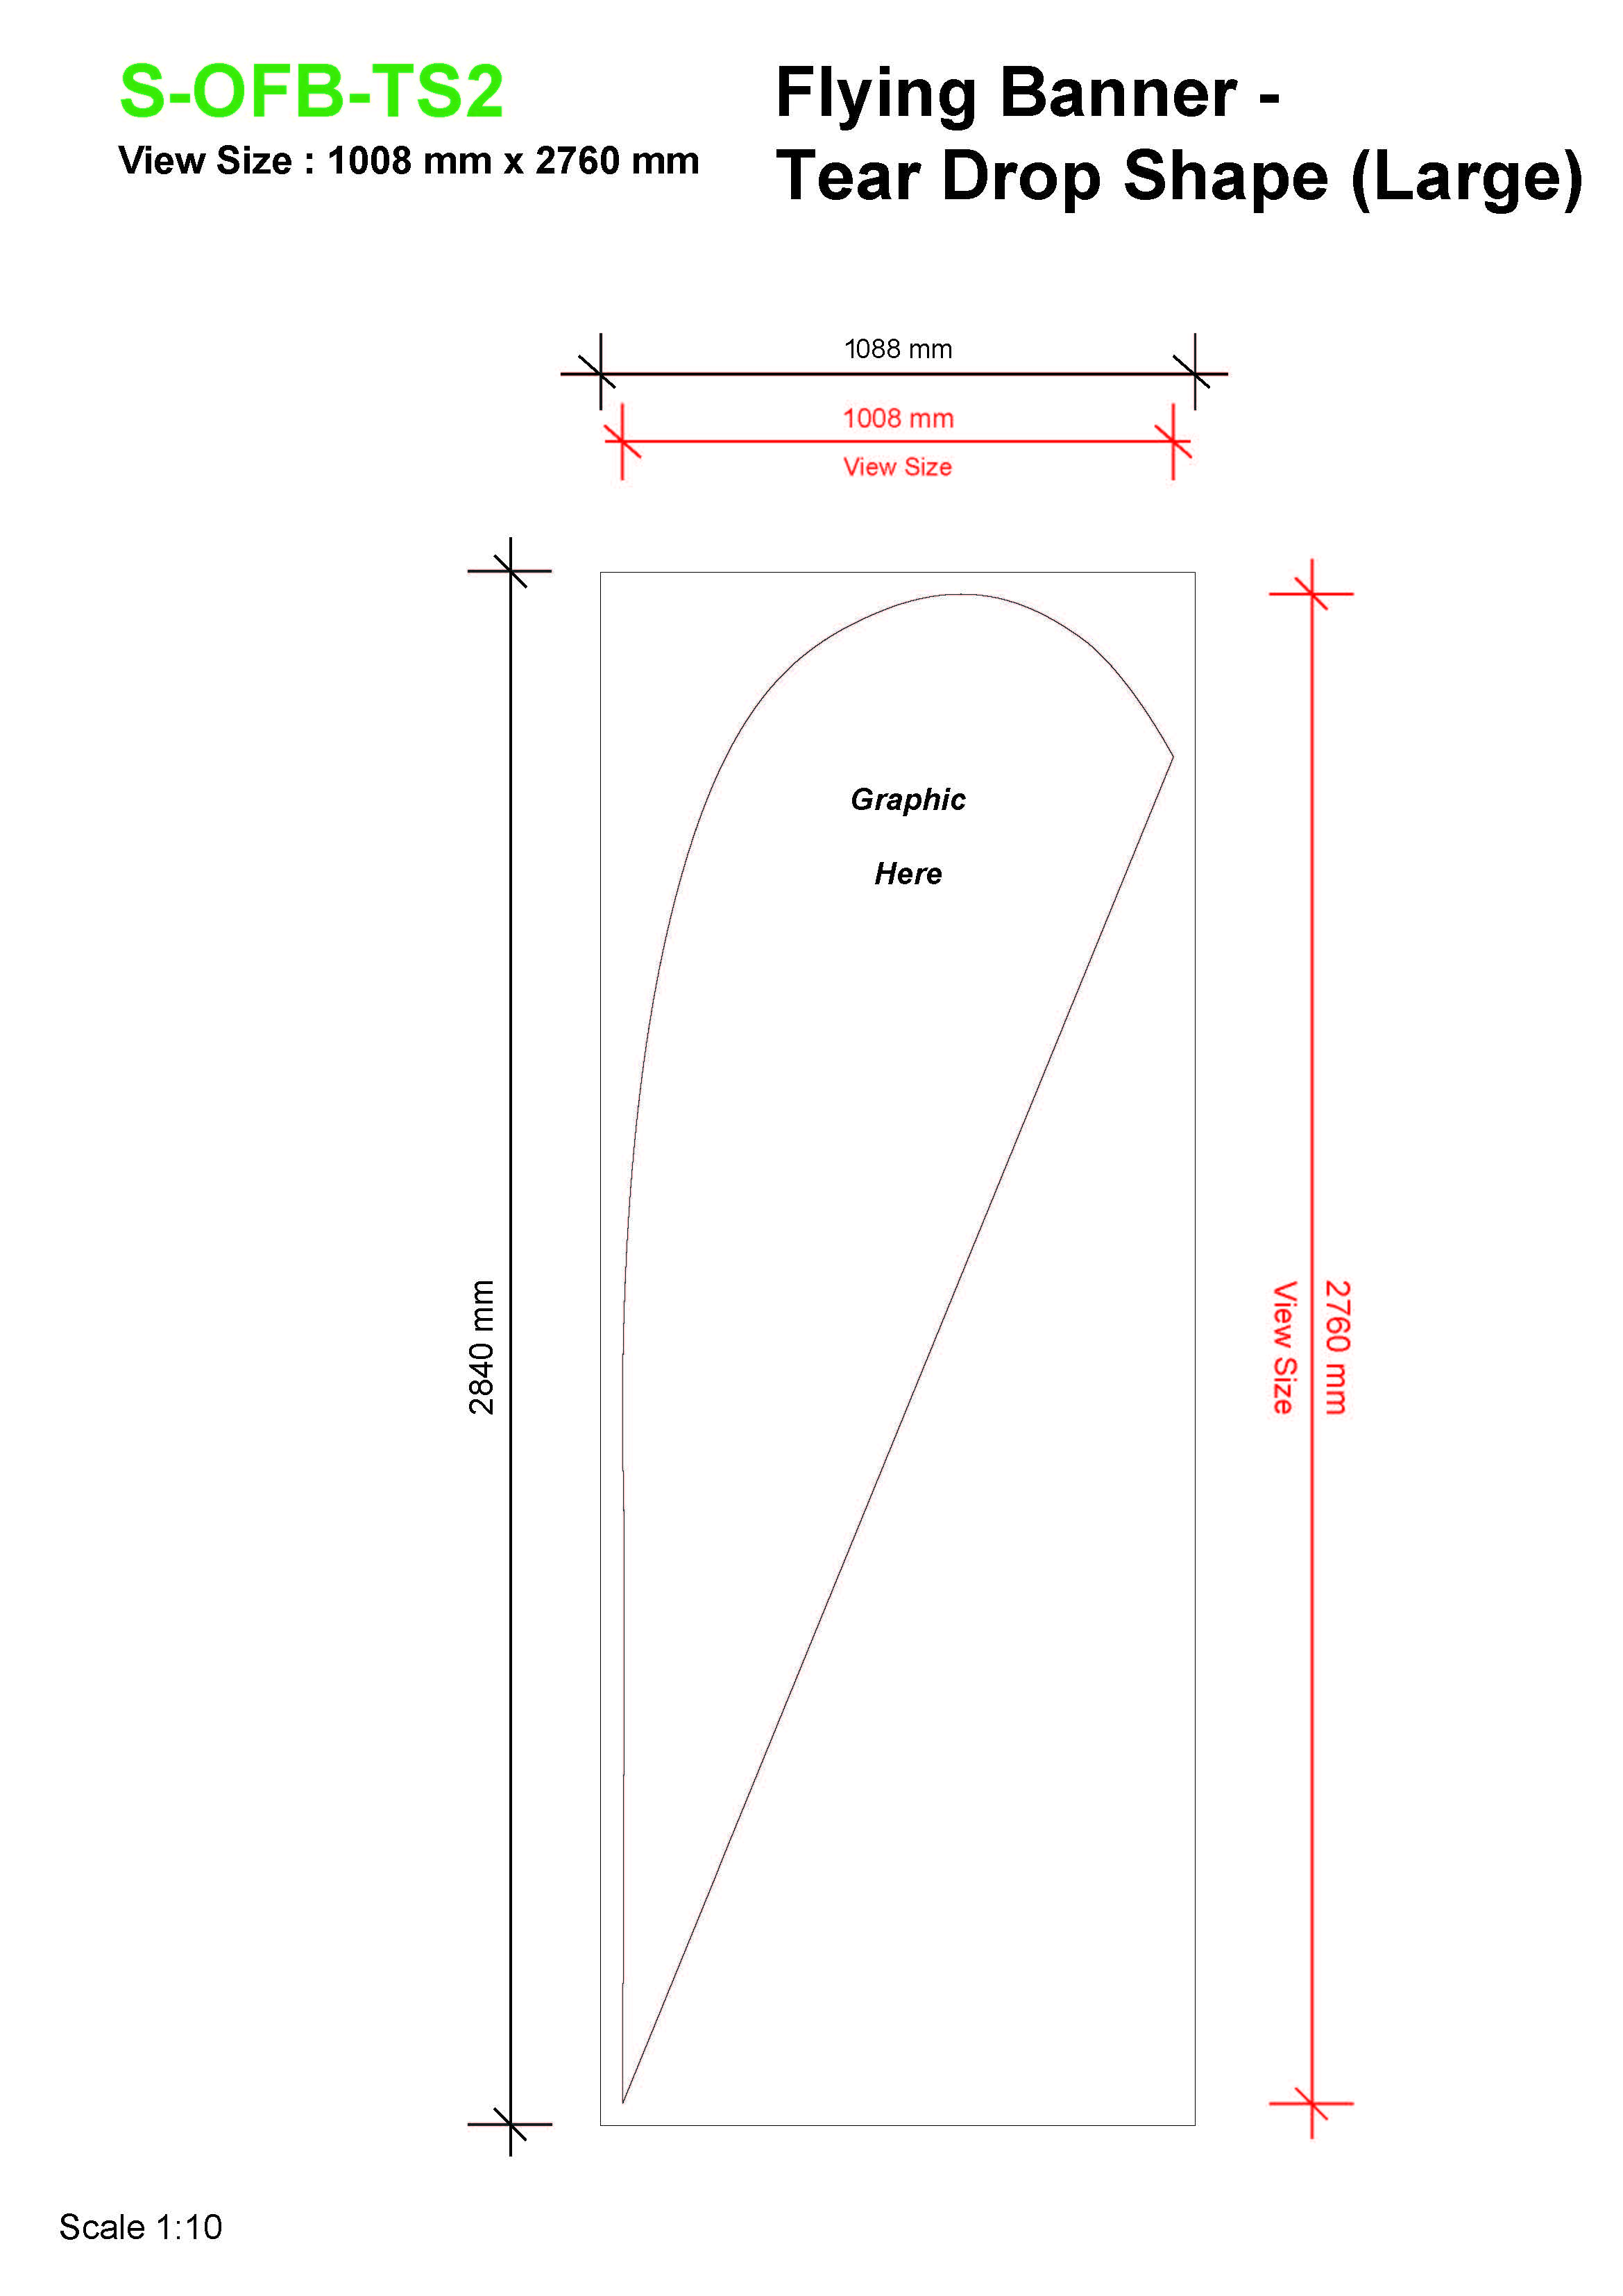 S-OFB-TS2
View Size : 1008 mm x 2760 mm
Flying Banner -
Tear Drop Shape (Large)
1088 mm
1008 mm
View Size
Graphic
Here
2840 mm
2760 mm
View Size
Scale 1:10